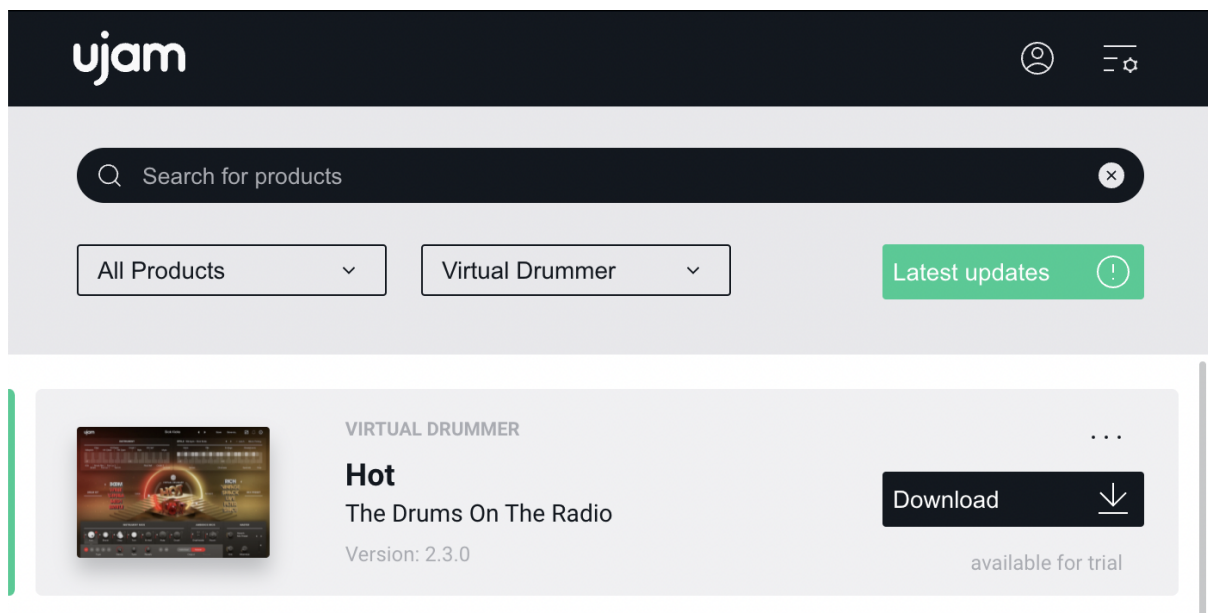 ujam
Search for products
All Products
Virtual Drummer
Latest updates
VIRTUAL DRUMMER
Hot
The Drums On The Radio
Version: 2.3.0
Download
available for trial